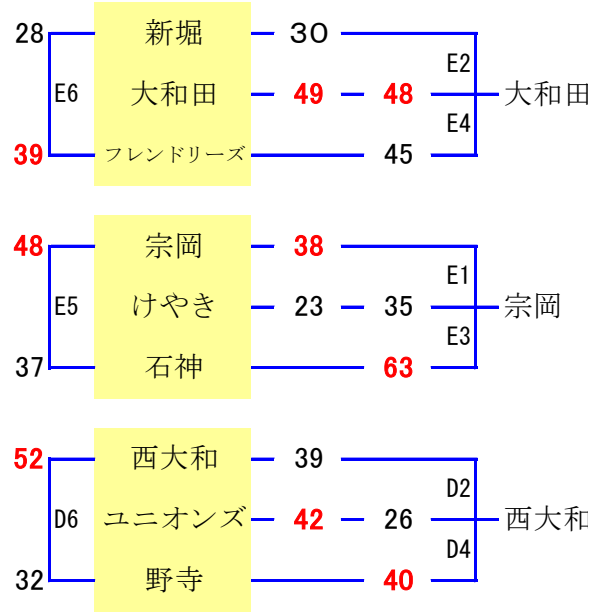 28 新堀 30
E2
E6 大和田 49 48 大和田
E4
39 フレンドリーズ 45
48 宗岡 38
E1
E5 けやき 23 35 宗岡
E3
37 石神 63
52 西大和 39
D2
D6 ユニオンズ 42 26 西大和
D4
32 野寺 40